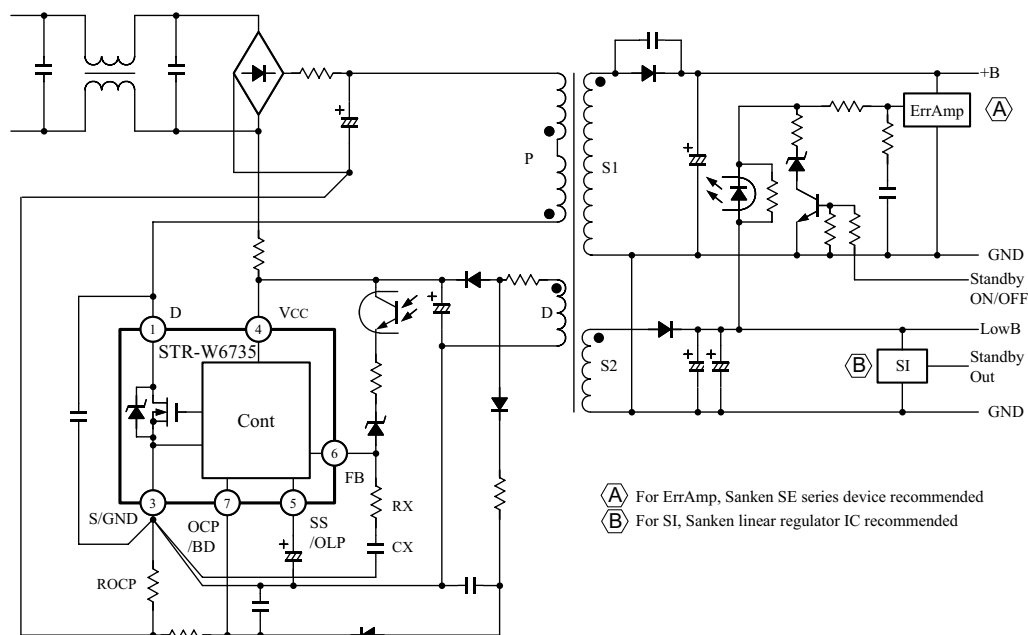 +B
ErrAmp
A
P
S1
GND
Standby
ON/OFF
D
D
VCC
1
4
STR-W6735
LowB
B
SI
Standby
Out
S2
GND
Cont
6
FB
3
7
5
S/GND
OCP
/BD
SS
/OLP
RX
CX
ROCP
A For ErrAmp, Sanken SE series device recommended
B For SI, Sanken linear regulator IC recommended